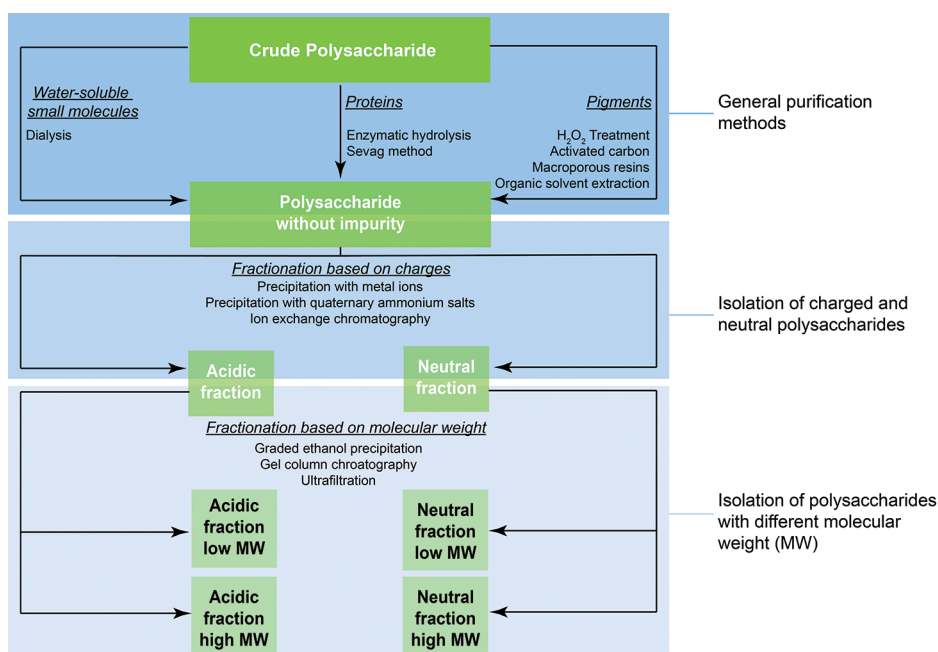 Crude Polysaccharide
Water-soluble
small molecules
Dialysis
Proteins
Enzymatic hydrolysis
Sevag method
Pigments
H₂O₂ Treatment
Activated carbon
Macroporous resins
Organic solvent extraction
General purification
methods
Polysaccharide
without impurity
Fractionation based on charges
Precipitation with metal ions
Precipitation with quaternary ammonium salts
Ion exchange chromatography
Isolation of charged and
neutral polysaccharides
Acidic
fraction
Neutral
fraction
Fractionation based on molecular weight
Graded ethanol precipitation
Gel column chroatography
Ultrafiltration
Acidic
fraction
low MW
Neutral
fraction
low MW
Isolation of polysaccharides
with different molecular
weight (MW)
Acidic
fraction
high MW
Neutral
fraction
high MW